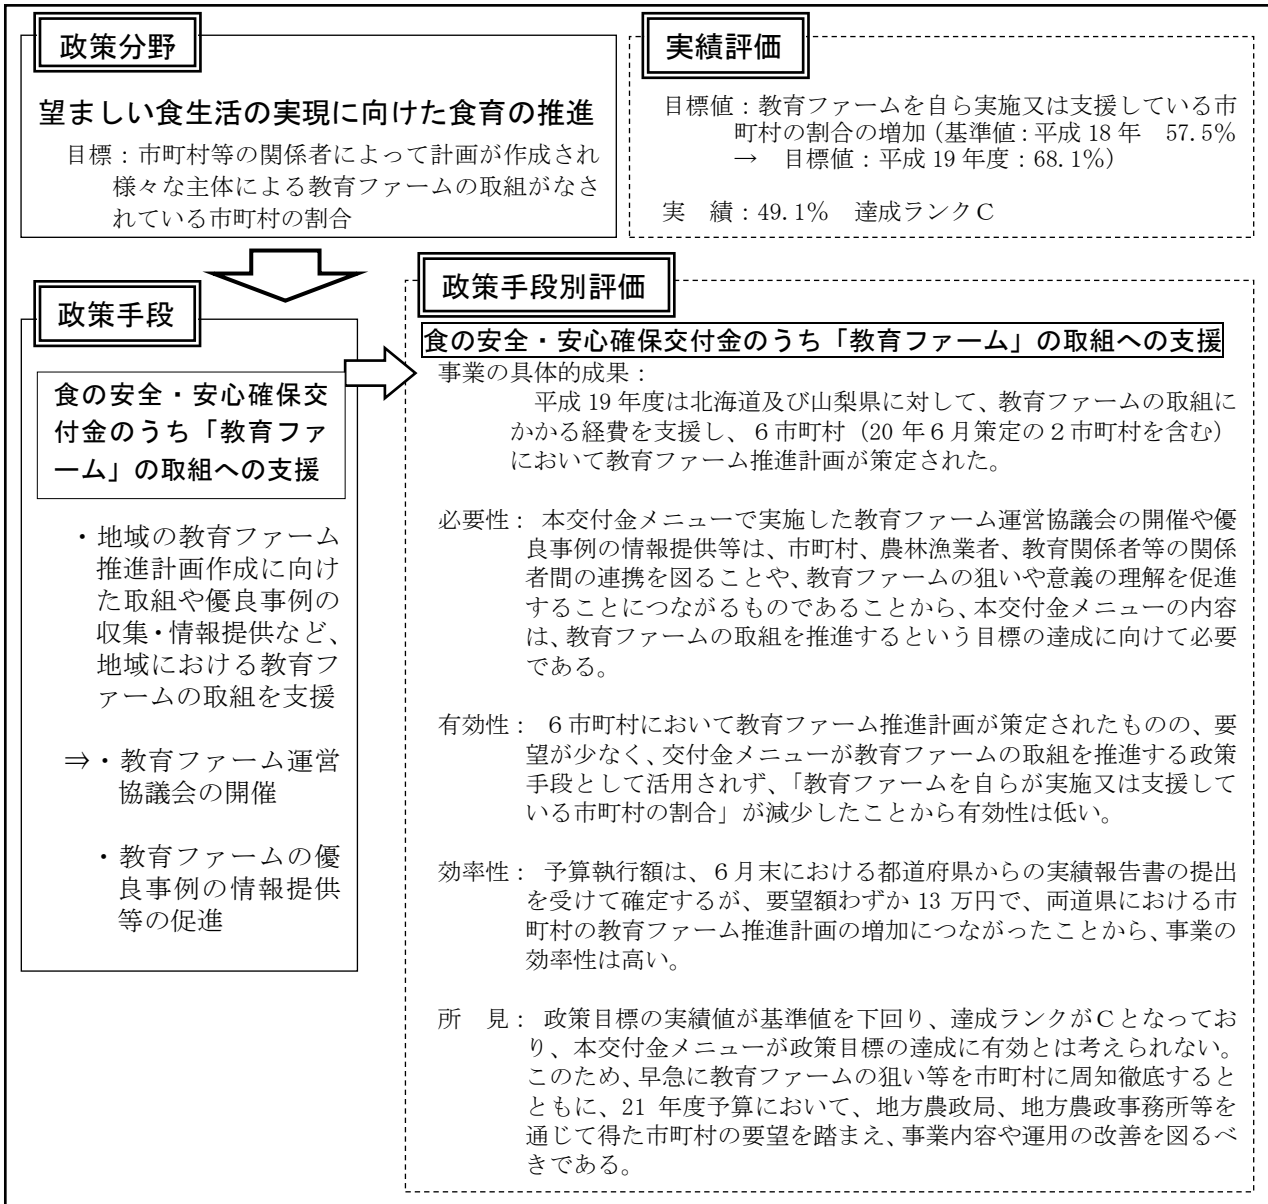 政策分野
望ましい食生活の実現に向けた食育の推進
目標：市町村等の関係者によって計画が作成され
様々な主体による教育ファームの取組がなさ
れている市町村の割合
実績評価
目標値：教育ファームを自ら実施又は支援している市
町村の割合の増加（基準値：平成 18 年　57.5%
→　目標値：平成 19 年度：68.1%）
実　績：49.1%　達成ランクＣ
政策手段
食の安全・安心確保交
付金のうち「教育ファ
ーム」の取組への支援
・地域の教育ファーム
推進計画作成に向け
た取組や優良事例の
収集・情報提供など、
地域における教育フ
ァームの取組を支援
⇒・教育ファーム運営
協議会の開催
・教育ファームの優
良事例の情報提供
等の促進
政策手段別評価
食の安全・安心確保交付金のうち「教育ファーム」の取組への支援
事業の具体的成果：
平成 19 年度は北海道及び山梨県に対して、教育ファームの取組に
かかる経費を支援し、６市町村（20 年６月策定の２市町村を含む）
において教育ファーム推進計画が策定された。
必要性：　本交付金メニューで実施した教育ファーム運営協議会の開催や優
良事例の情報提供等は、市町村、農林漁業者、教育関係者等の関係
者間の連携を図ることや、教育ファームの狙いや意義の理解を促進
することにつながるものであることから、本交付金メニューの内容
は、教育ファームの取組を推進するという目標の達成に向けて必要
である。
有効性：　６市町村において教育ファーム推進計画が策定されたものの、要
望が少なく、交付金メニューが教育ファームの取組を推進する政策
手段として活用されず、「教育ファームを自らが実施又は支援して
いる市町村の割合」が減少したことから有効性は低い。
効率性：　予算執行額は、６月末における都道府県からの実績報告書の提出
を受けて確定するが、要望額わずか 13 万円で、両道県における市
町村の教育ファーム推進計画の増加につながったことから、事業の
効率性は高い。
所　見：　政策目標の実績値が基準値を下回り、達成ランクがＣとなってお
り、本交付金メニューが政策目標の達成に有効とは考えられない。
このため、早急に教育ファームの狙い等を市町村に周知徹底すると
ともに、21 年度予算において、地方農政局、地方農政事務所等を
通じて得た市町村の要望を踏まえ、事業内容や運用の改善を図るべ
きである。